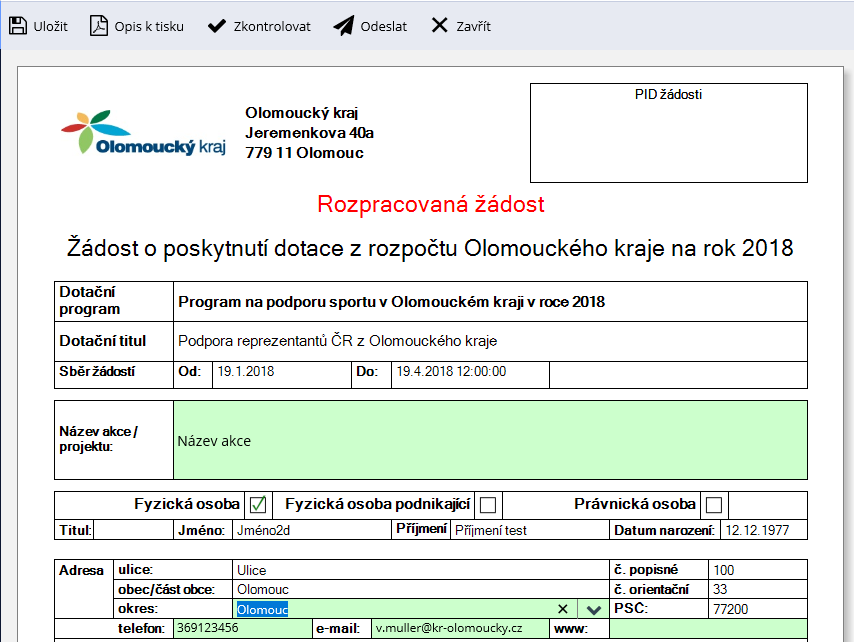 Uložit Opis k tisku Zkontrolovat Odeslat Zavřít
Olomoucký kraj
Olomoucký kraj
Jeremenkova 40a
779 11 Olomouc
PID žádosti
Rozpracovaná žádost
Žádost o poskytnutí dotace z rozpočtu Olomouckého kraje na rok 2018
Dotační program Program na podporu sportu v Olomouckém kraji v roce 2018
Dotační titul Podpora reprezentantů ČR z Olomouckého kraje
Sběr žádostí Od: 19.1.2018 Do: 19.4.2018 12:00:00
Název akce / projektu: Název akce
Fyzická osoba Fyzická osoba podnikající Právnická osoba
Titul: Jméno: Jméno2d Příjmení Příjmení test Datum narození: 12.12.1977
Adresa ulice: Ulice č. popisné 100
obec/část obce: Olomouc č. orientační 33
okres: Olomouc PSČ: 77200
telefon: 369123456 e-mail: v.muller@kr-olomoucky.cz www: